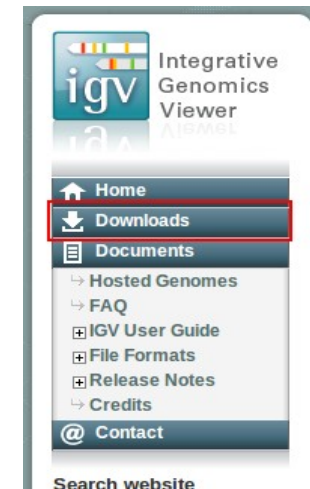 igv
Integrative
Genomics
Viewer
Home
Downloads
Documents
Hosted Genomes
FAQ
IGV User Guide
File Formats
Release Notes
Credits
@ Contact
Search website